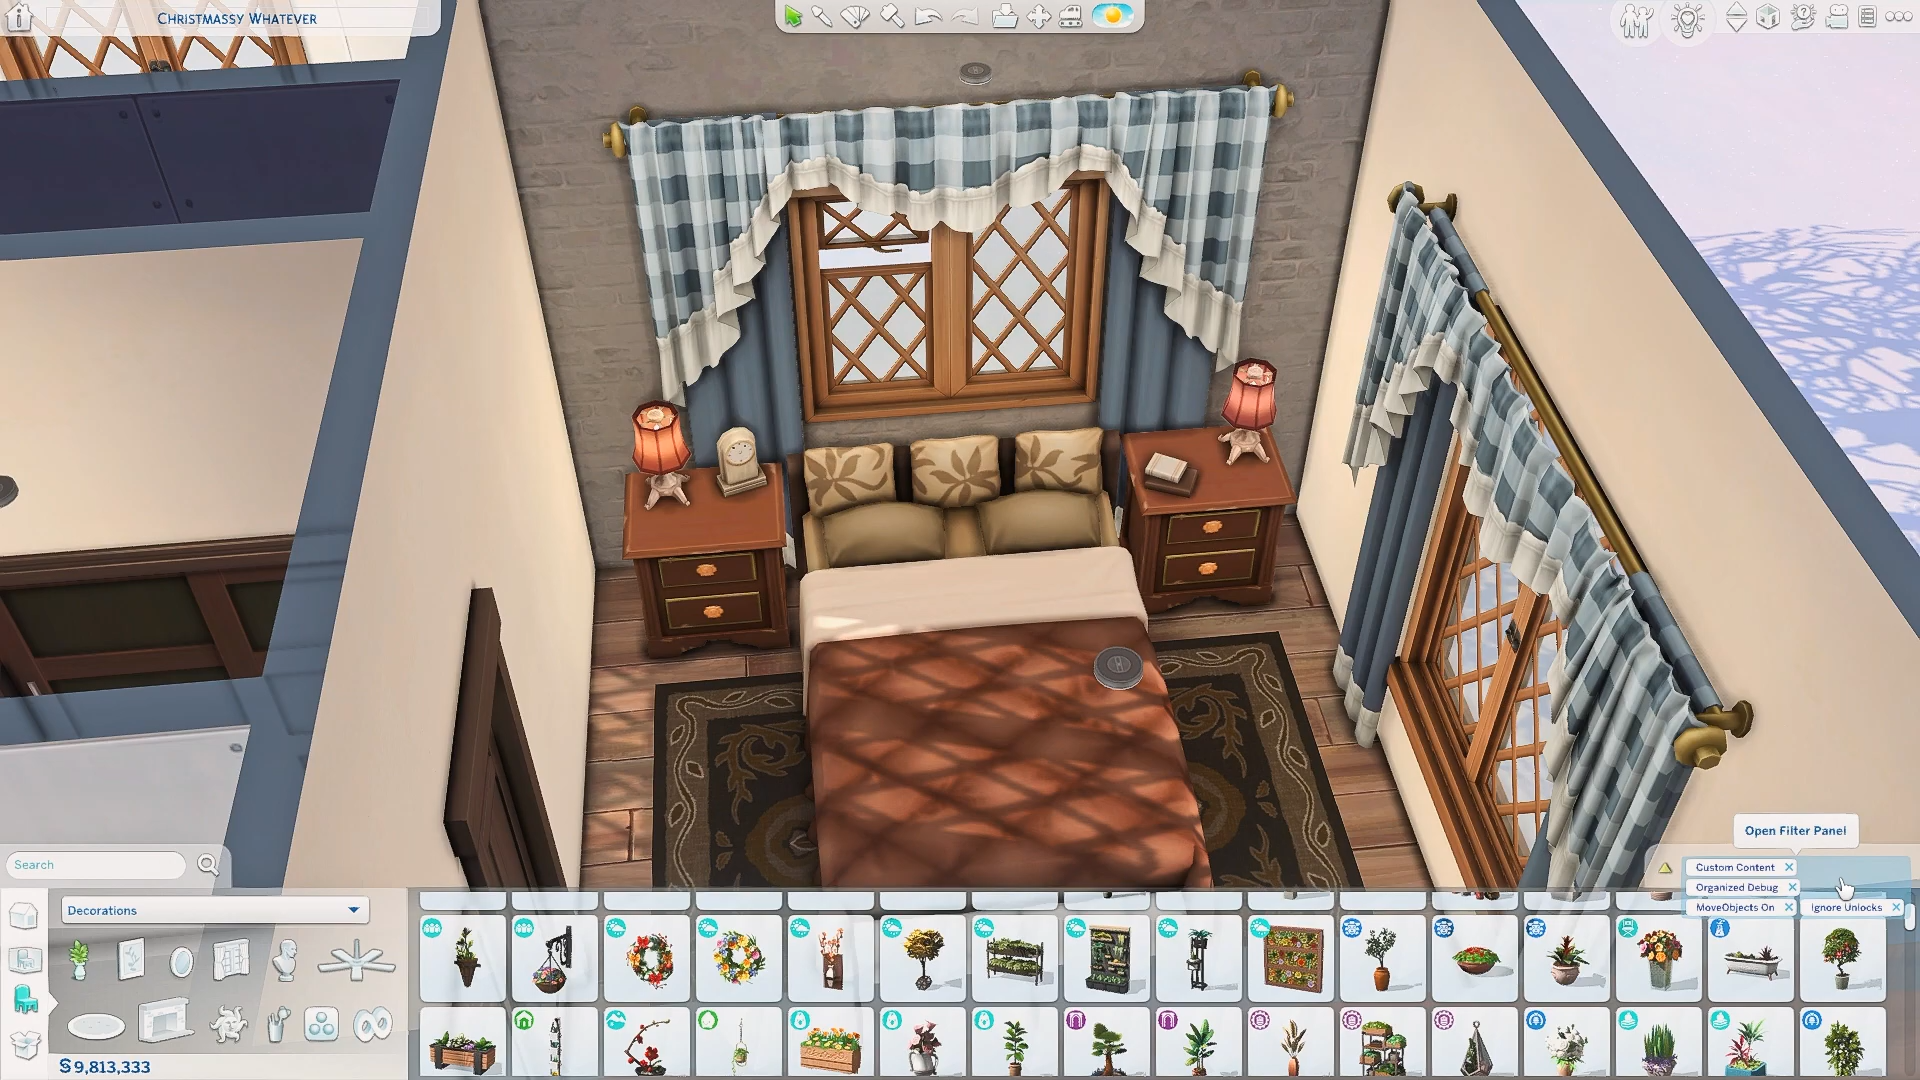 Christmassy Whatever
Open Filter Panel
Custom Content
Organized Debug
MoveObjects On
Ignore Unlocks
Search
Decorations
§9,813,333